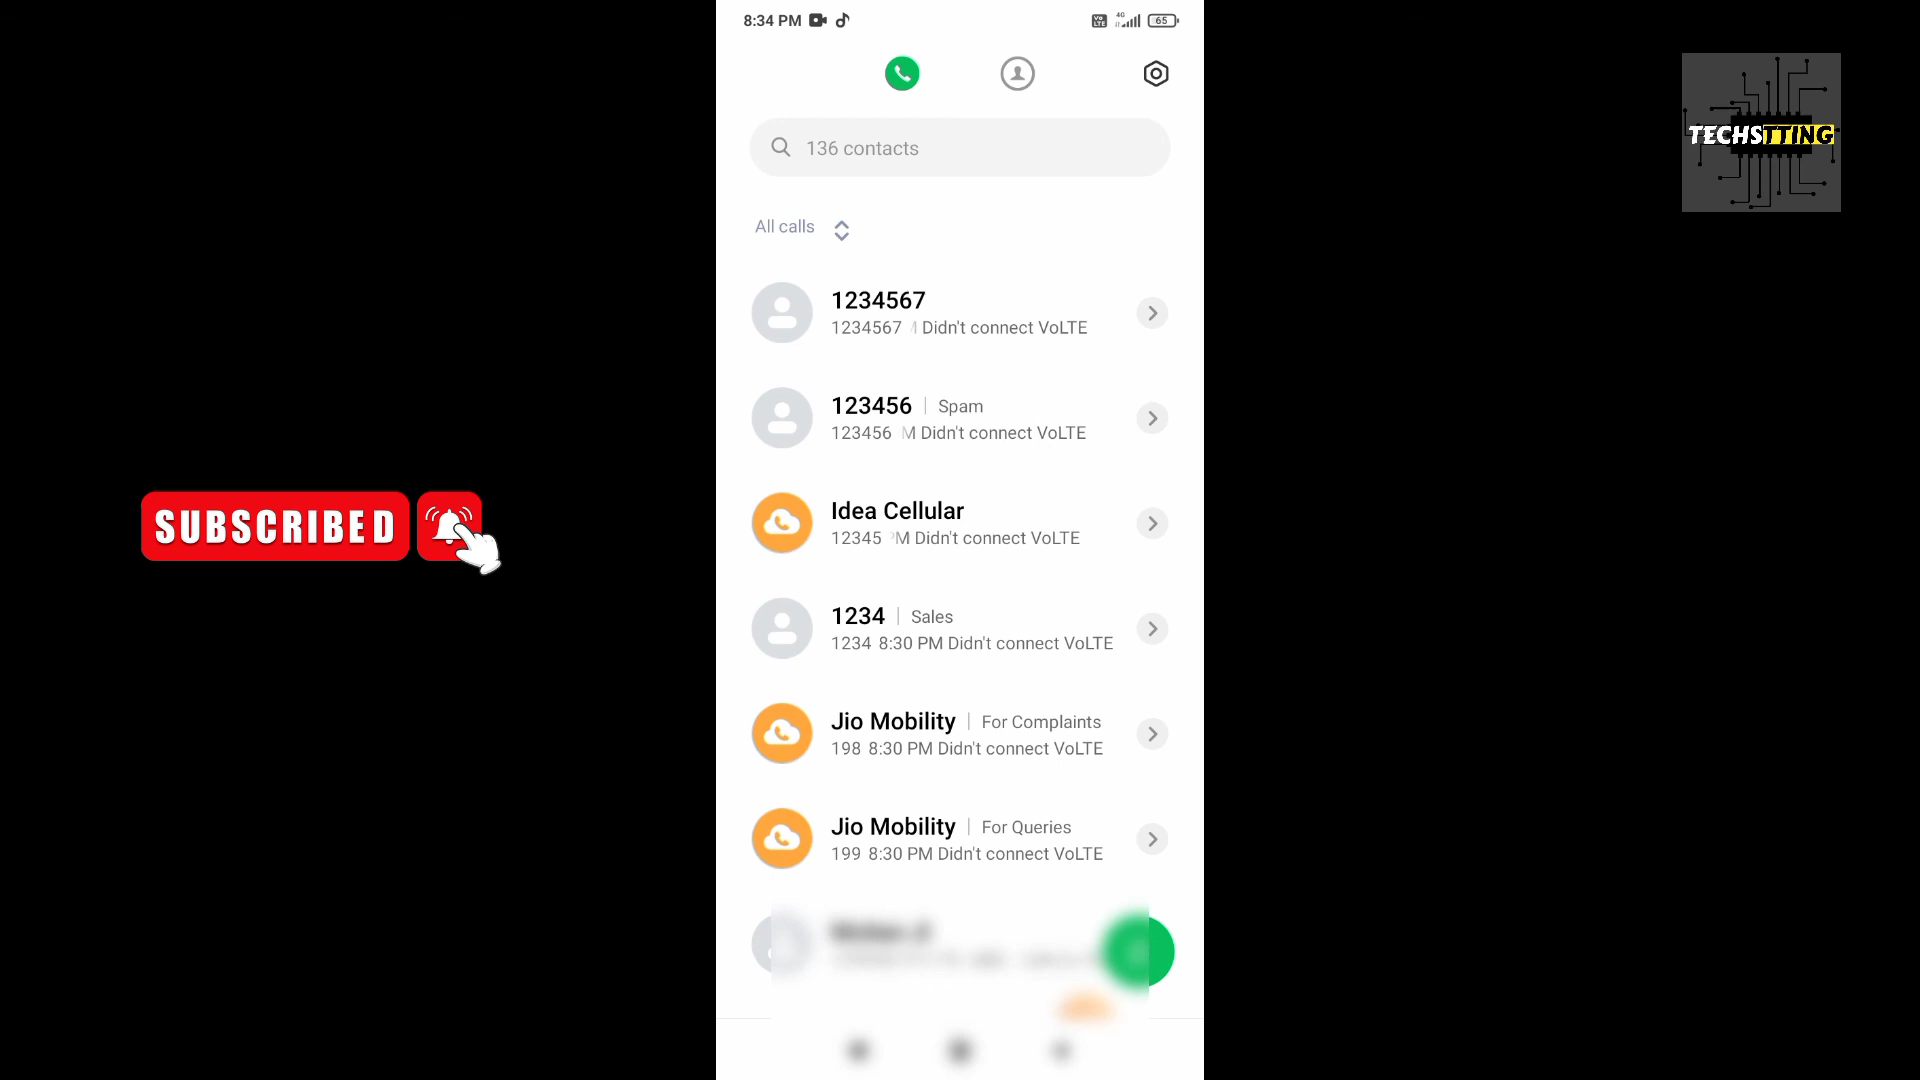 8:34 PM
Vo LTE 4G 65
TECHSTTING
136 contacts
All calls
1234567
1234567 Didn't connect VoLTE
123456 | Spam
123456 M Didn't connect VoLTE
SUBSCRIBED
Idea Cellular
12345 M Didn't connect VoLTE
1234 | Sales
1234 8:30 PM Didn't connect VoLTE
Jio Mobility | For Complaints
198 8:30 PM Didn't connect VoLTE
Jio Mobility | For Queries
199 8:30 PM Didn't connect VoLTE